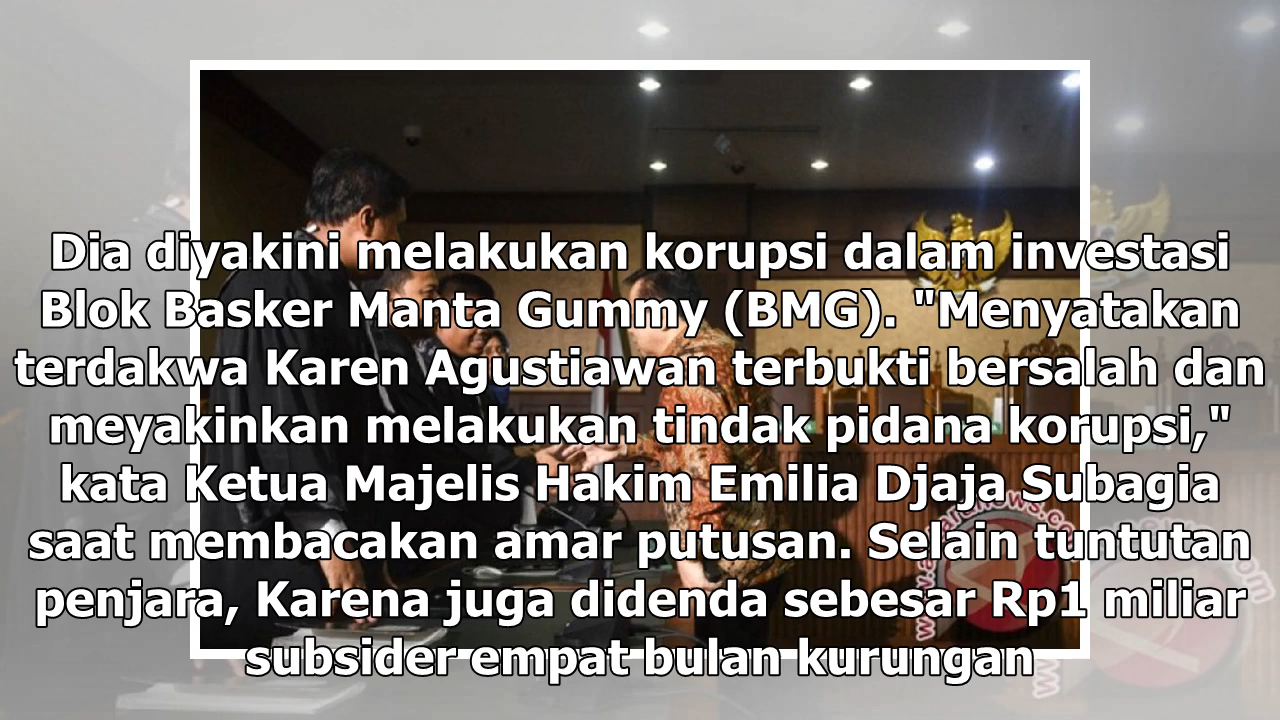 Dia diyakini melakukan korupsi dalam investasi
Blok Basker Manta Gummy (BMG). "Menyatakan
terdakwa Karen Agustiawan terbukti bersalah dan
meyakinkan melakukan tindak pidana korupsi,"
kata Ketua Majelis Hakim Emilia Djaja Subagia
saat membacakan amar putusan. Selain tuntutan
penjara, Karena juga didenda sebesar Rp1 miliar
subsider empat bulan kurungan